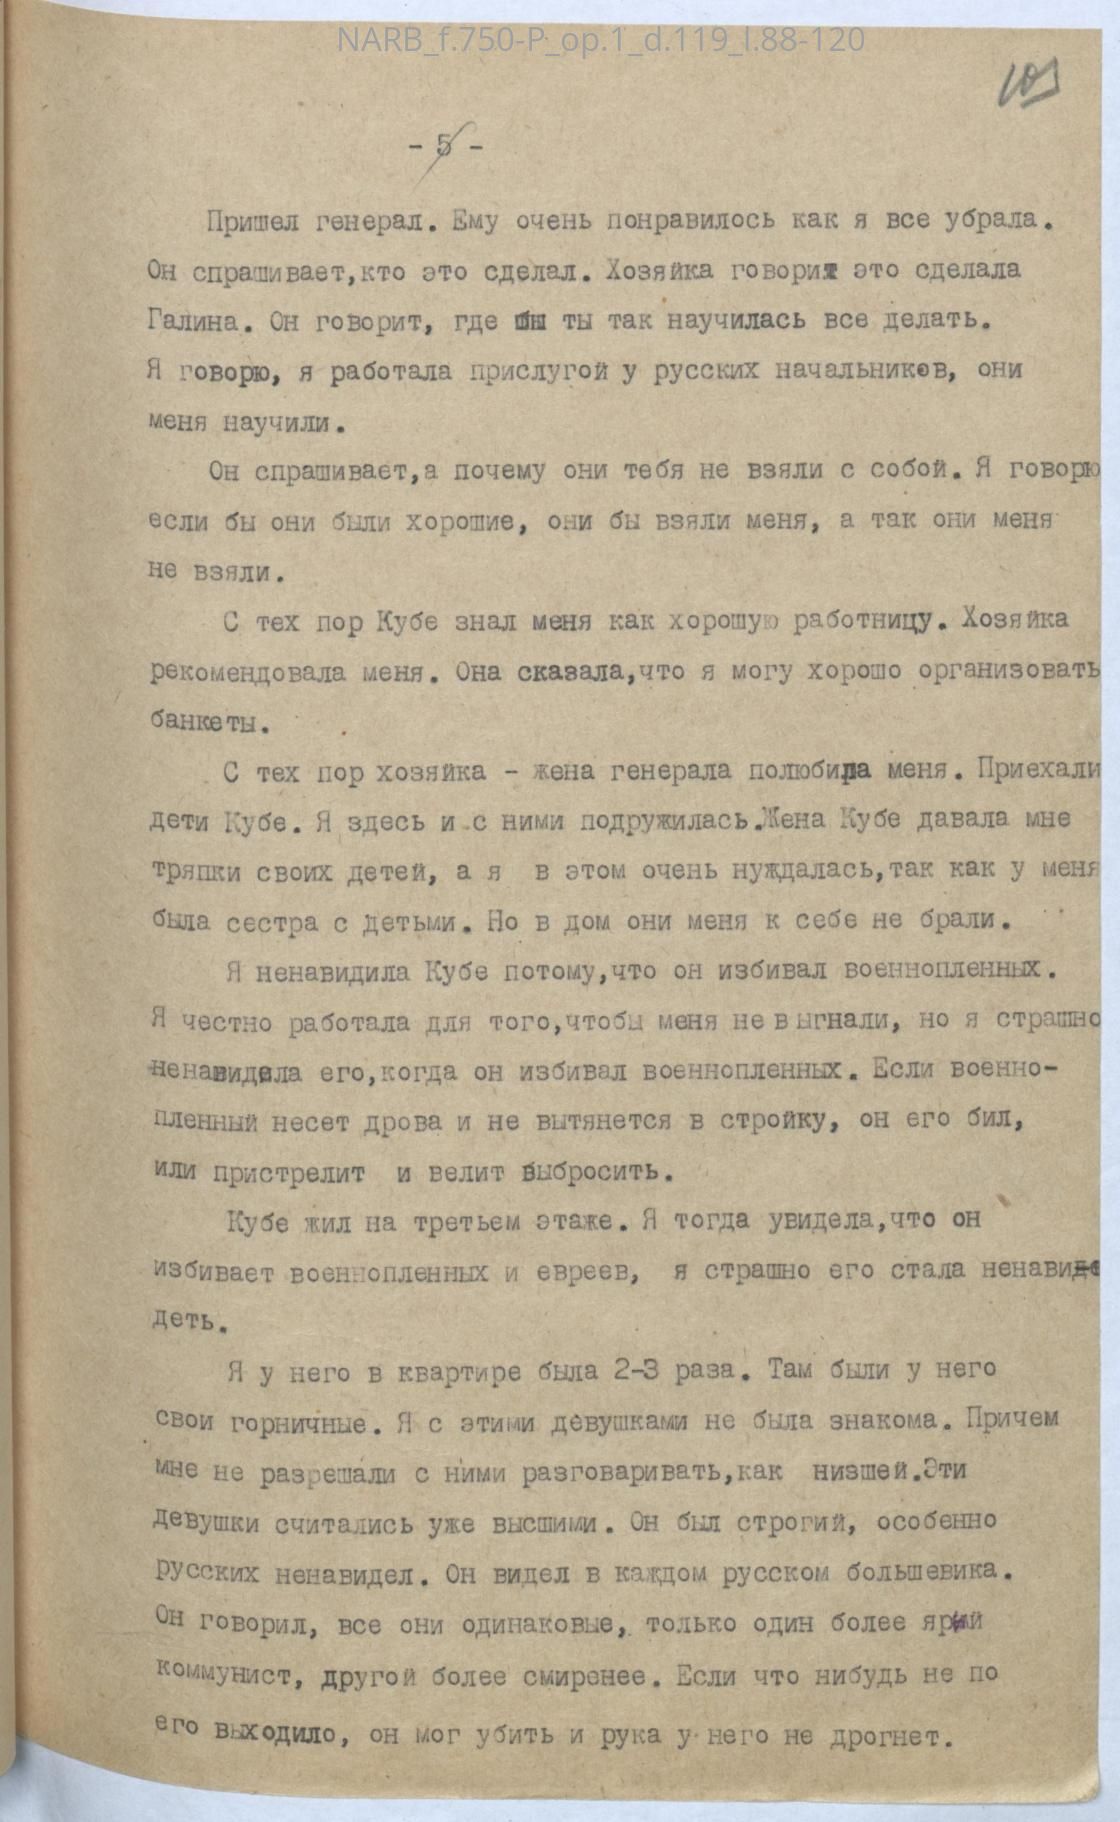 NARB_f.750-P_op.1_d.119_l.88-120
103
- 5 -
Пришел генерал. Ему очень понравилось как я все убрала.
Он спрашивает,кто это сделал. Хозяйка говорит это сделала
Галина. Он говорит, где ты так научилась все делать.
Я говорю, я работала прислугой у русских начальников, они
меня научили.
Он спрашивает,а почему они тебя не взяли с собой. Я говорю
если бы они были хорошие, они бы взяли меня, а так они меня
не взяли.
С тех пор Кубе знал меня как хорошую работницу. Хозяйка
рекомендовала меня. Она сказала,что я могу хорошо организовать
банкеты.
С тех пор хозяйка - жена генерала полюбила меня. Приехали
дети Кубе. Я здесь и с ними подружилась.Жена Кубе давала мне
тряпки своих детей, а я в этом очень нуждалась,так как у меня
была сестра с детьми. Но в дом они меня к себе не брали.
Я ненавидила Кубе потому,что он избивал военнопленных.
Я честно работала для того,чтобы меня не выгнали, но я страшно
ненавидела его,когда он избивал военнопленных. Если военно-
пленный несет дрова и не вытянется в стройку, он его бил,
или пристрелит и велит выбросить.
Кубе жил на третьем этаже. Я тогда увидела,что он
избивает военнопленных и евреев, я страшно его стала ненави
деть.
Я у него в квартире была 2-3 раза. Там были у него
свои горничные. Я с этими девушками не была знакома. Причем
мне не разрешали с ними разговаривать,как низшей.Эти
девушки считались уже высшими. Он был строгий, особенно
русских ненавидел. Он видел в каждом русском большевика.
Он говорил, все они одинаковые, только один более ярый
коммунист, другой более смиренее. Если что нибудь не по
его выходило, он мог убить и рука у него не дрогнет.